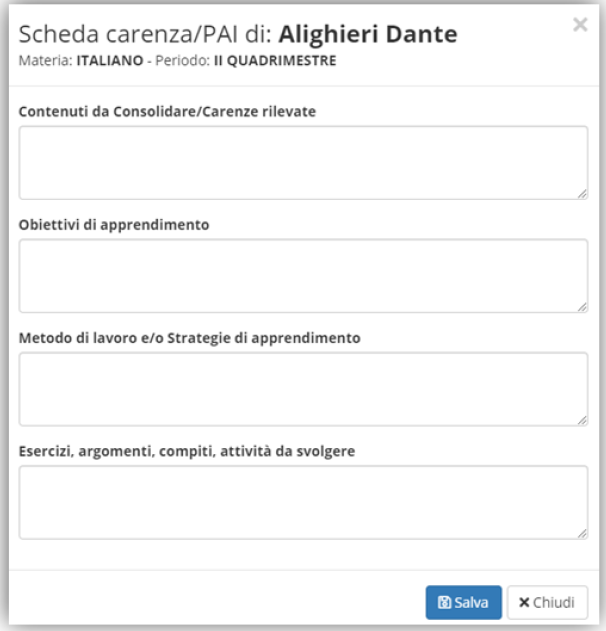 Scheda carenza/PAI di: Alighieri Dante
Materia: ITALIANO - Periodo: II QUADRIMESTRE
Contenuti da Consolidare/Carenze rilevate
Obiettivi di apprendimento
Metodo di lavoro e/o Strategie di apprendimento
Esercizi, argomenti, compiti, attività da svolgere
Salva Chiudi